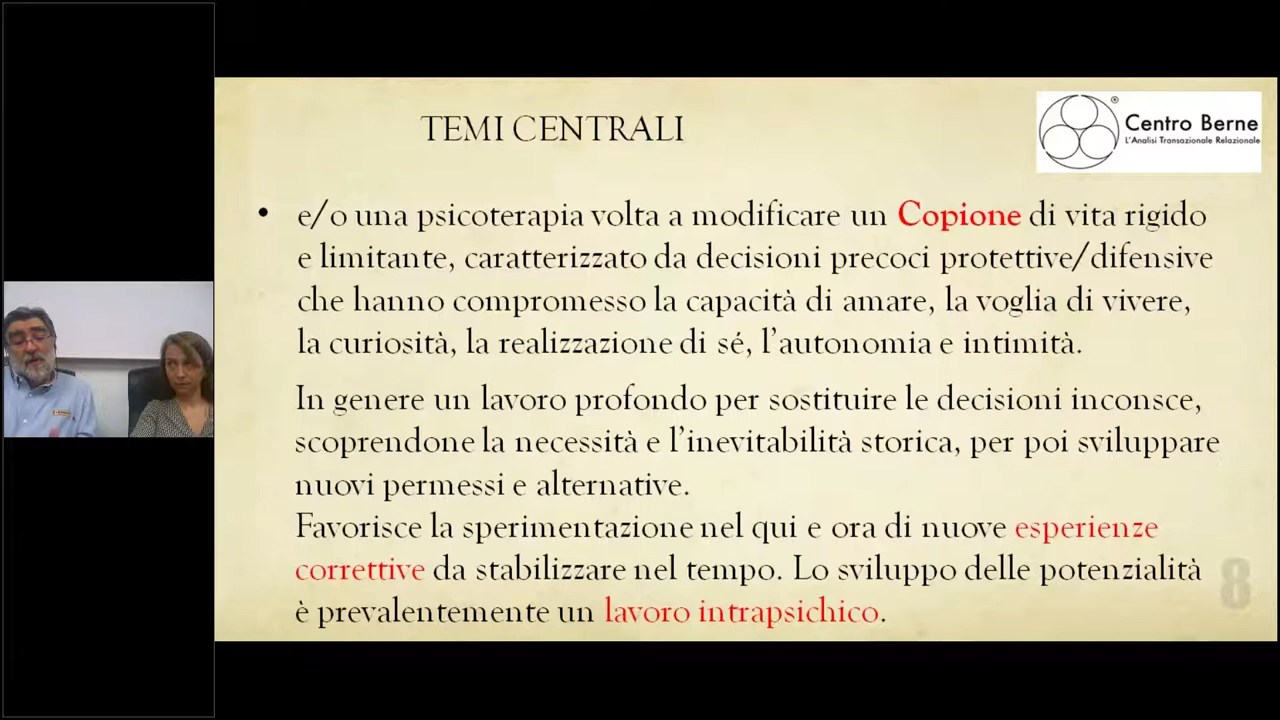 TEMI CENTRALI
®
Centro Berne
L'Analisi Transazionale Relazionale
• e/o una psicoterapia volta a modificare un Copione di vita rigido
e limitante, caratterizzato da decisioni precoci protettive/difensive
che hanno compromesso la capacità di amare, la voglia di vivere,
la curiosità, la realizzazione di sé, l'autonomia e intimità.
In genere un lavoro profondo per sostituire le decisioni inconsce,
scoprendone la necessità e l'inevitabilità storica, per poi sviluppare
nuovi permessi e alternative.
Favorisce la sperimentazione nel qui e ora di nuove esperienze
correttive da stabilizzare nel tempo. Lo sviluppo delle potenzialità
è prevalentemente un lavoro intrapsichico.
8